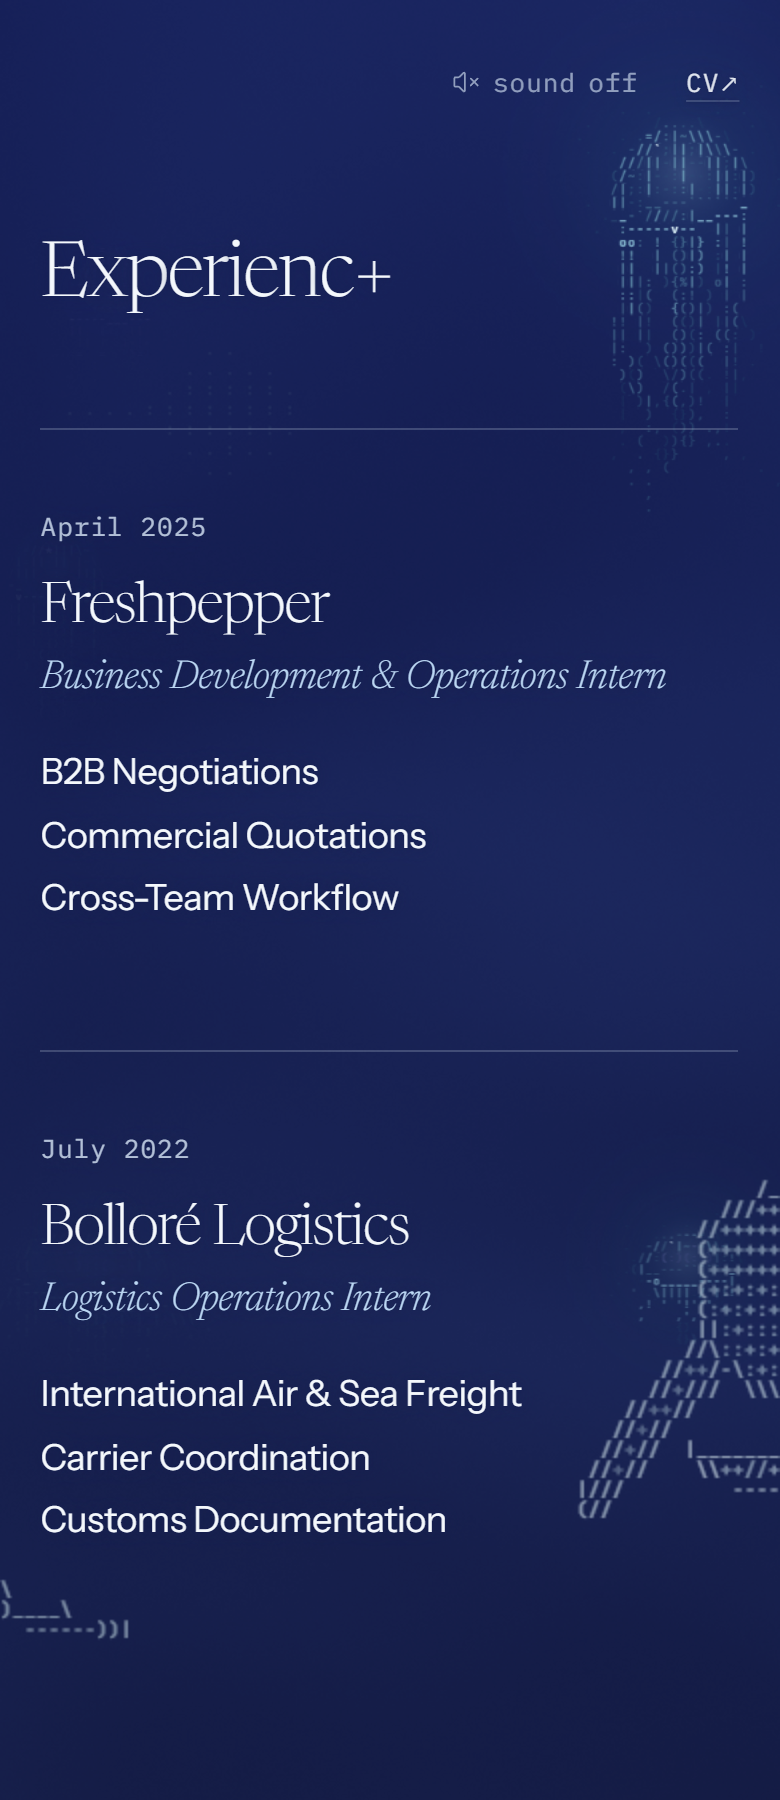 sound off
CV↗
Experienc+
April 2025
Freshpepper
Business Development & Operations Intern
B2B Negotiations
Commercial Quotations
Cross-Team Workflow
July 2022
Bolloré Logistics
Logistics Operations Intern
International Air & Sea Freight
Carrier Coordination
Customs Documentation